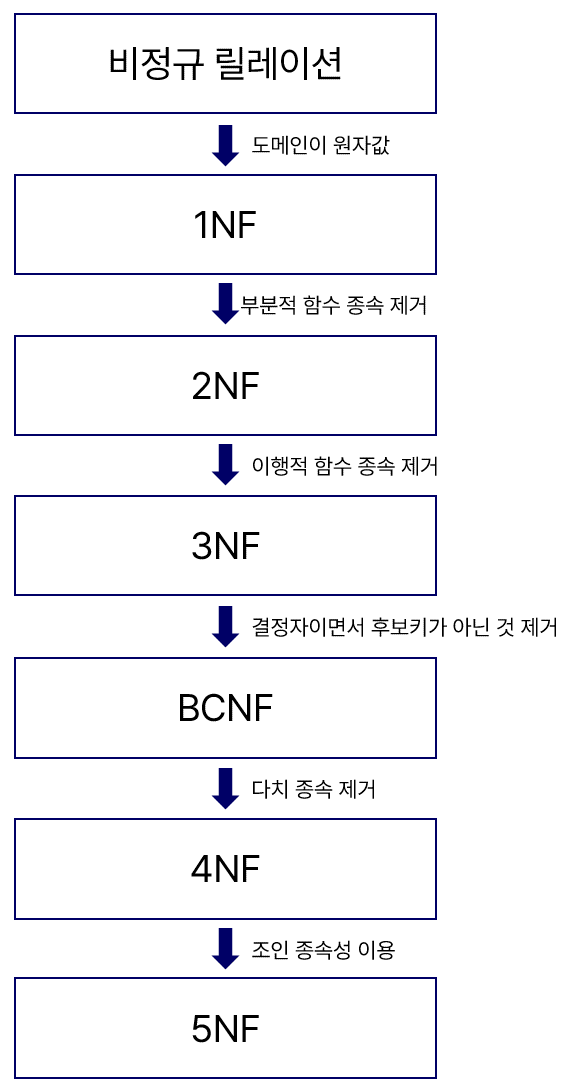 비정규 릴레이션
도메인이 원자값
1NF
부분적 함수 종속 제거
2NF
이행적 함수 종속 제거
3NF
결정자이면서 후보키가 아닌 것 제거
BCNF
다치 종속 제거
4NF
조인 종속성 이용
5NF